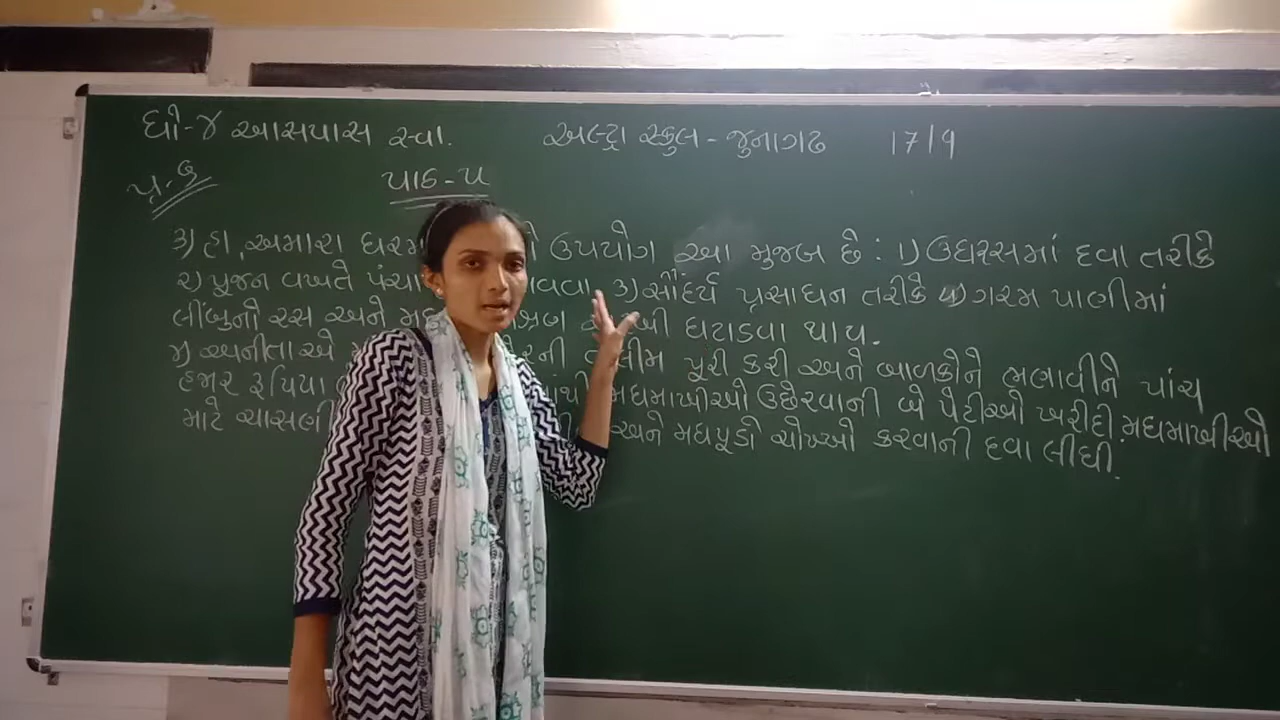 ધો-૪ આસપાસ સ્વા. અલ્ટ્રા સ્કુલ - જુનાગઢ 17/9
પાઠ-૫
૩) હા, અમારા ઘરમ ઉપયોગ આ મુજબ છે : ૧) ઉધરસમાં દવા તરીકે
૨) પૂજન વખતે પંચા વવા ૩) સૌંદર્ય પ્રસાધન તરીકે ૪) ગરમ પાણીમાં
લીંબુનો રસ અને મ ઘટાડવા થાય.
૪) અનીતાએ તાલીમ પૂરી કરી અને બાળકોને ભણાવીને પાંચ
હજાર રૂપિયા મધમાખીઓ ઉછેરવાની બે પેટીઓ ખરીદી. મધમાખીઓ
માટે ચાસણી અને મધપૂડો ચોખ્ખો કરવાની દવા લીધી.